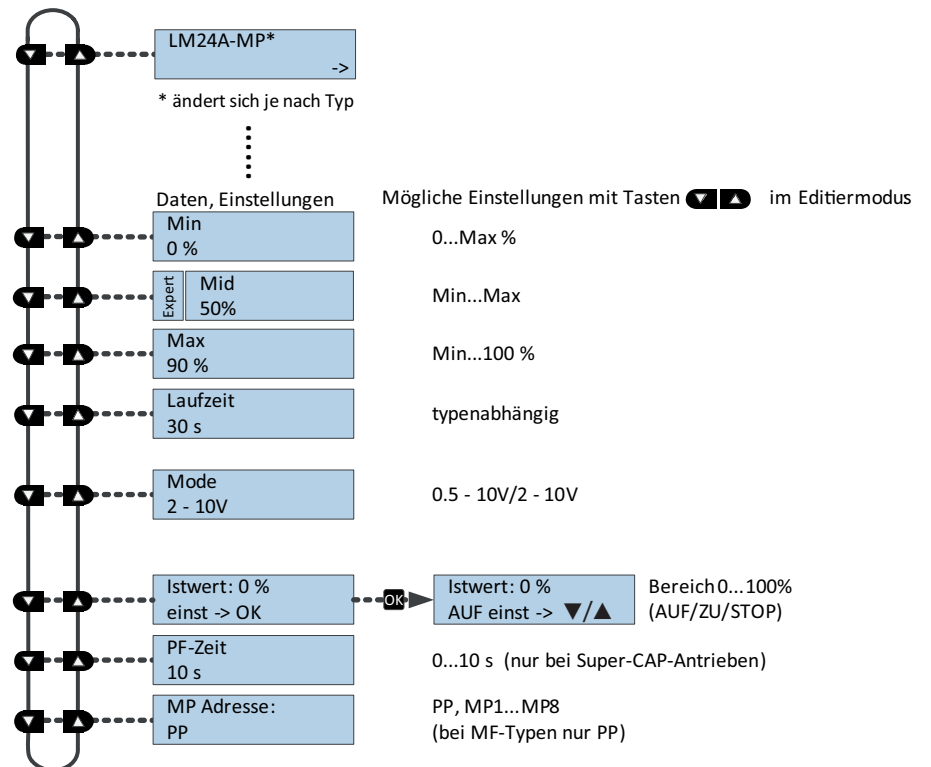 LM24A-MP*
->
* ändert sich je nach Typ
Daten, Einstellungen
Mögliche Einstellungen mit Tasten ▽ △ im Editiermodus
Min
0 %
0...Max %
Expert
Mid
50%
Min...Max
Max
90 %
Min...100 %
Laufzeit
30 s
typenabhängig
Mode
2 - 10V
0.5 - 10V/2 - 10V
Istwert: 0 %
einst -> OK
OK
Istwert: 0 %
AUF einst -> ▼/▲
Bereich 0...100%
(AUF/ZU/STOP)
PF-Zeit
10 s
0...10 s (nur bei Super-CAP-Antrieben)
MP Adresse:
PP
PP, MP1...MP8
(bei MF-Typen nur PP)